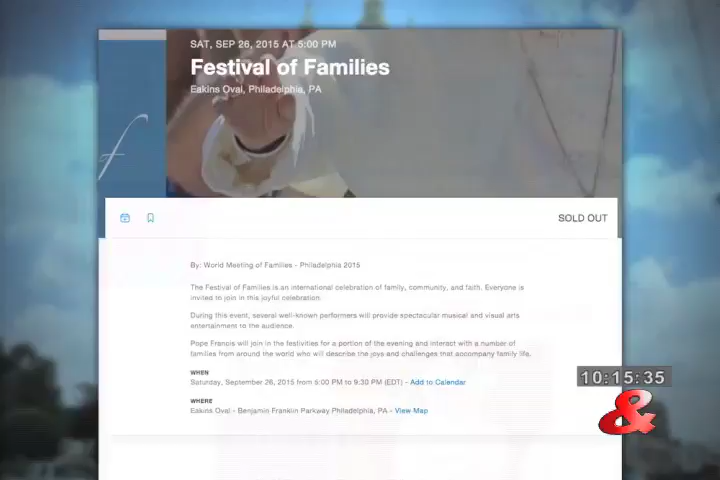 SAT, SEP 26, 2015 AT 5:00 PM
Festival of Families
Eakins Oval, Philadelphia, PA
f
SOLD OUT
By: World Meeting of Families - Philadelphia 2015
The Festival of Families is an international celebration of family, community, and faith. Everyone is
invited to join in this joyful celebration.
During this event, several well-known performers will provide spectacular musical and visual arts
entertainment to the audience.
Pope Francis will join in the festivities for a portion of the evening and interact with a number of
families from around the world who will describe the joys and challenges that accompany family life.
WHEN
Saturday, September 26, 2015 from 5:00 PM to 9:30 PM (EDT) - Add to Calendar
WHERE
Eakins Oval - Benjamin Franklin Parkway Philadelphia, PA - View Map
10:15:35
&